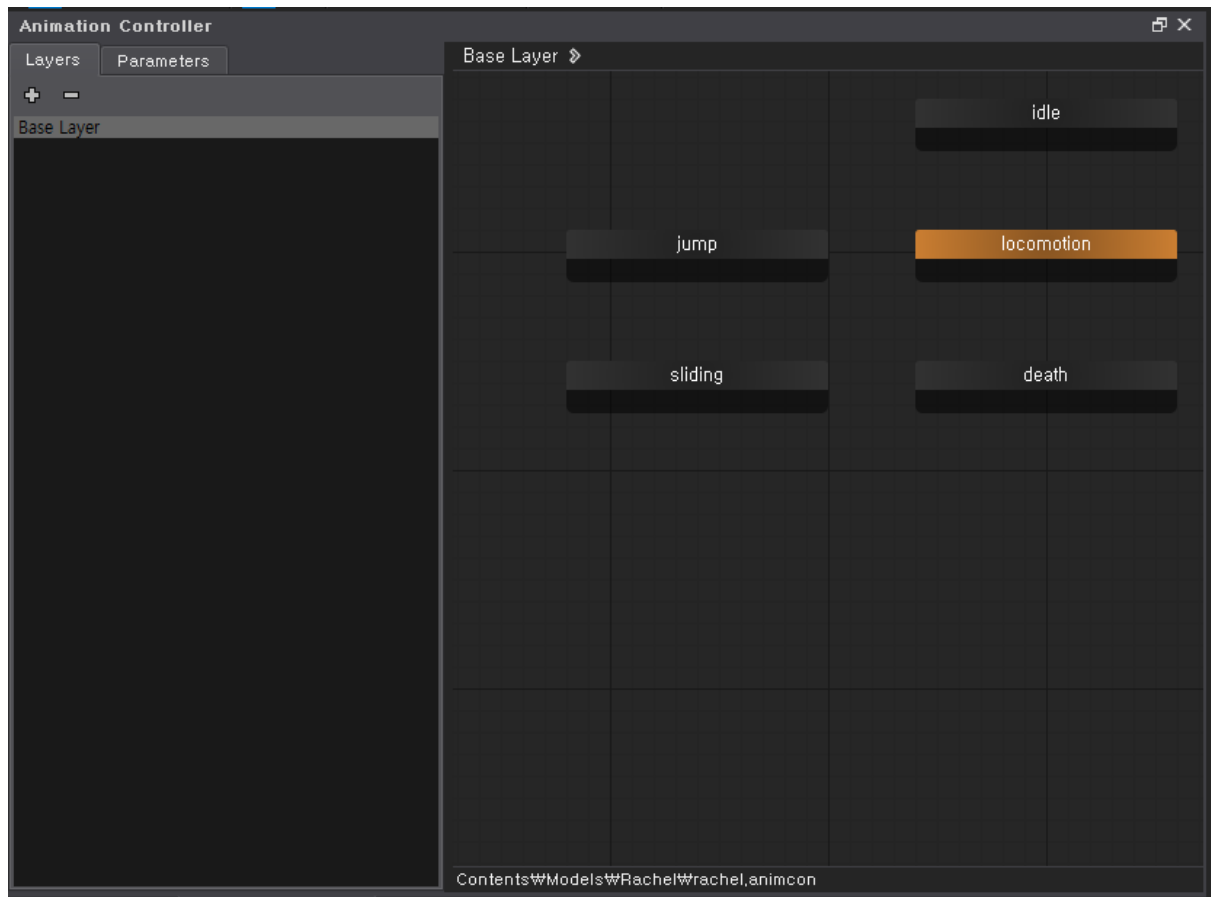 Animation Controller
Layers Parameters
Base Layer
Base Layer
idle
jump
locomotion
sliding
death
Contents₩Models₩Rachel₩rachel,animcon